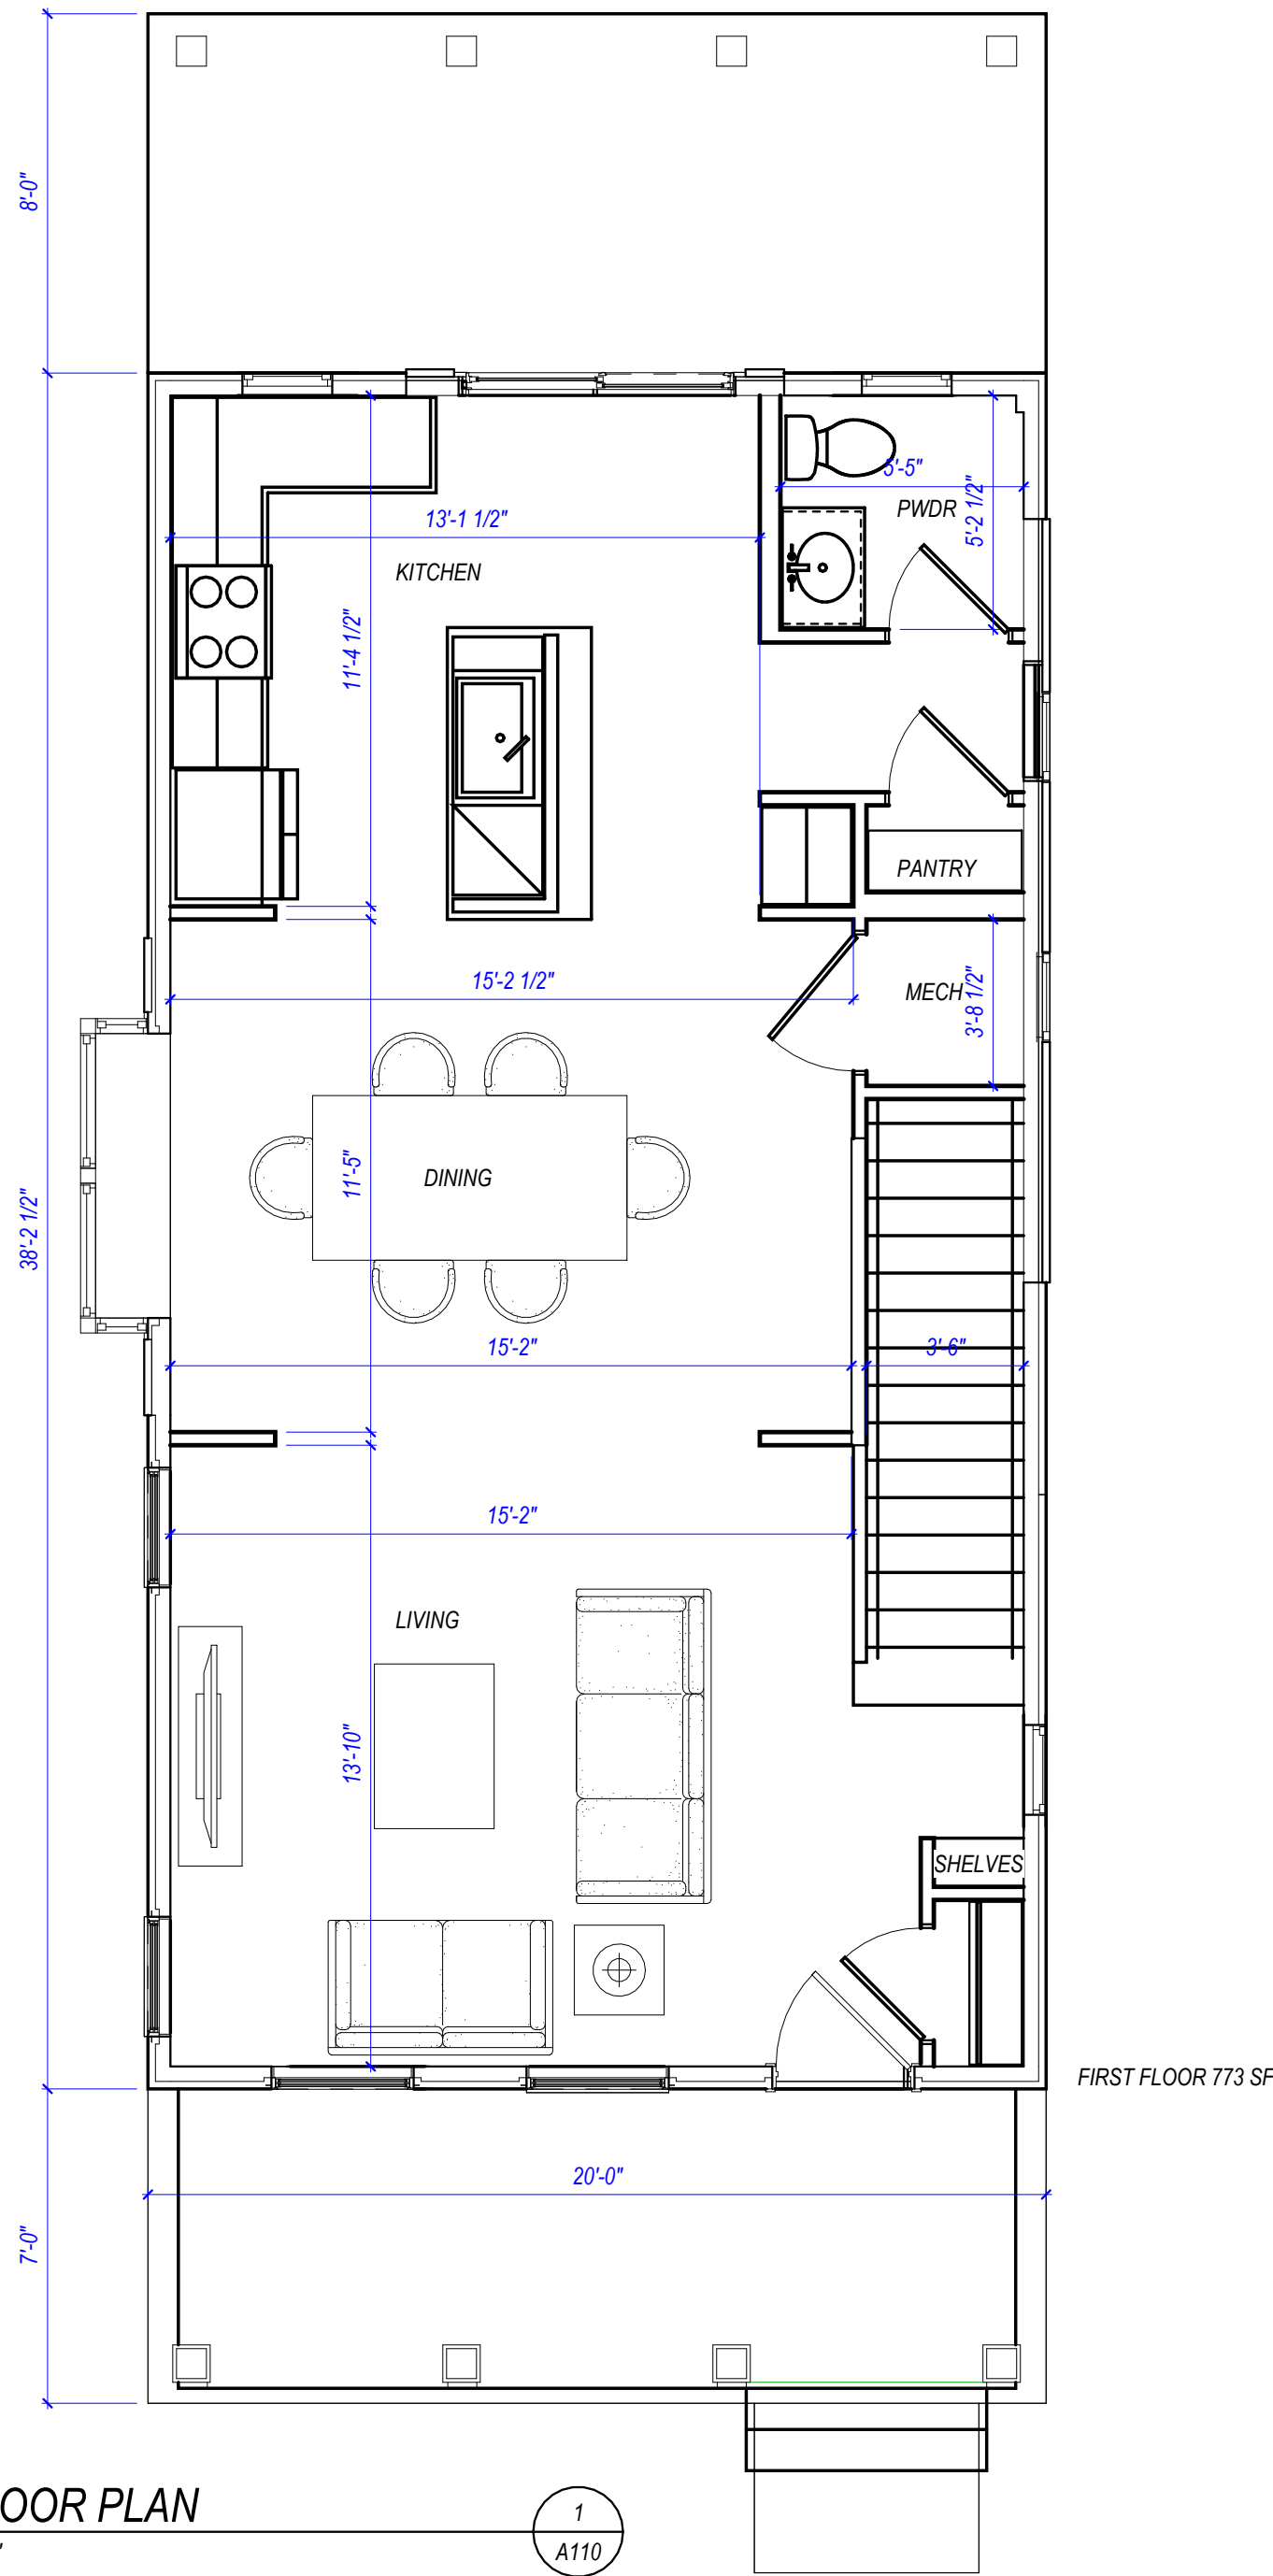 8'-0"
5'-5"
PWDR
5'-2 1/2"
13'-1 1/2"
KITCHEN
11'-4 1/2"
PANTRY
15'-2 1/2"
MECH
3'-8 1/2"
DINING
11'-5"
38'-2 1/2"
15'-2"
3'-6"
15'-2"
LIVING
13'-10"
SHELVES
FIRST FLOOR 773 SF
20'-0"
7'-0"
OOR PLAN
1
A110